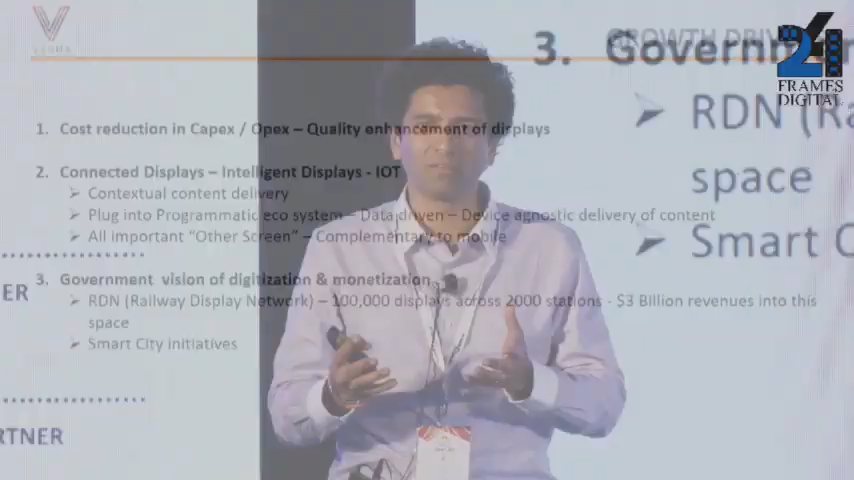 GROWTH DRIV
3. Governm
24
FRAMES
DIGITAL
1. Cost reduction in Capex / Opex – Quality enhancement of displays
2. Connected Displays – Intelligent Displays - IOT
➢ Contextual content delivery
➢ Plug into Programmatic eco system – Data driven – Device agnostic delivery of content
➢ All important “Other Screen” – Complementary to mobile
3. Government vision of digitization & monetization
➢ RDN (Railway Display Network) – 100,000 displays across 2000 stations - $3 Billion revenues into this
space
➢ Smart City initiatives
➢ RDN (Ra
space
➢ Smart C
ER
RTNER